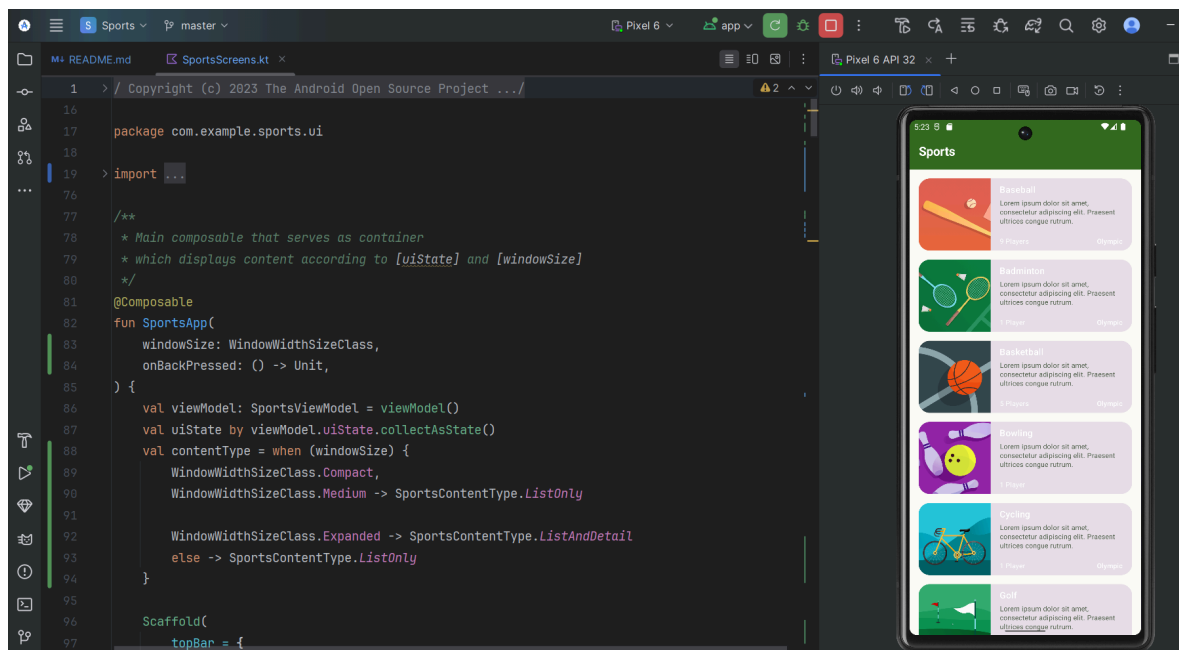 S Sports master Pixel 6 app
README.md SportsScreens.kt Pixel 6 API 32
1 / Copyright (c) 2023 The Android Open Source Project .../ 2
16
17 package com.example.sports.ui
18
19 import ...
76
77 /**
78 * Main composable that serves as container
79 * which displays content according to [uiState] and [windowSize]
80 */
81 @Composable
82 fun SportsApp(
83 windowSize: WindowWidthSizeClass,
84 onBackPressed: () -> Unit,
85 ) {
86 val viewModel: SportsViewModel = viewModel()
87 val uiState by viewModel.uiState.collectAsState()
88 val contentType = when (windowSize) {
89 WindowWidthSizeClass.Compact,
90 WindowWidthSizeClass.Medium -> SportsContentType.ListOnly
91
92 WindowWidthSizeClass.Expanded -> SportsContentType.ListAndDetail
93 else -> SportsContentType.ListOnly
94 }
95
96 Scaffold(
97 topBar = {
5:23
Sports
Baseball
Lorem ipsum dolor sit amet,
consectetur adipiscing elit. Praesent
ultrices congue rutrum.
9 Players Olympic
Badminton
Lorem ipsum dolor sit amet,
consectetur adipiscing elit. Praesent
ultrices congue rutrum.
1 Player Olympic
Basketball
Lorem ipsum dolor sit amet,
consectetur adipiscing elit. Praesent
ultrices congue rutrum.
5 Players Olympic
Bowling
Lorem ipsum dolor sit amet,
consectetur adipiscing elit. Praesent
ultrices congue rutrum.
1 Player
Cycling
Lorem ipsum dolor sit amet,
consectetur adipiscing elit. Praesent
ultrices congue rutrum.
1 Player Olympic
Golf
Lorem ipsum dolor sit amet,
consectetur adipiscing elit. Praesent
ultrices congue rutrum.